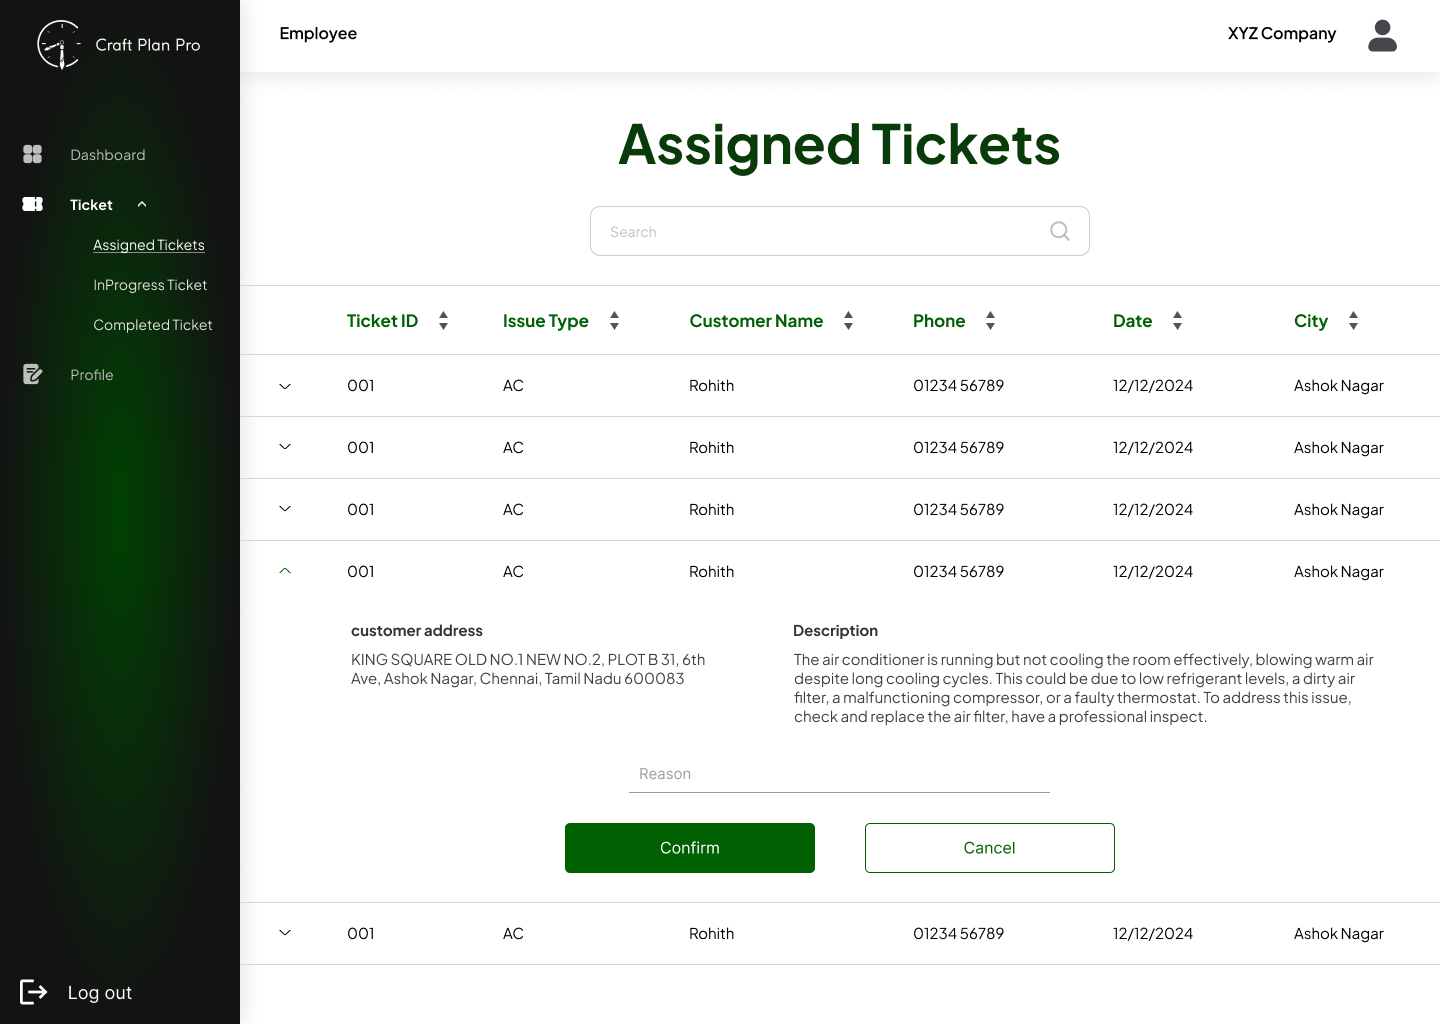 Craft Plan Pro
Employee
XYZ Company
Dashboard
Ticket
Assigned Tickets
InProgress Ticket
Completed Ticket
Profile
Log out
Assigned Tickets
Search
Ticket ID Issue Type Customer Name Phone Date City
001 AC Rohith 01234 56789 12/12/2024 Ashok Nagar
001 AC Rohith 01234 56789 12/12/2024 Ashok Nagar
001 AC Rohith 01234 56789 12/12/2024 Ashok Nagar
001 AC Rohith 01234 56789 12/12/2024 Ashok Nagar
customer address
KING SQUARE OLD NO.1 NEW NO.2, PLOT B 31, 6th
Ave, Ashok Nagar, Chennai, Tamil Nadu 600083
Description
The air conditioner is running but not cooling the room effectively, blowing warm air
despite long cooling cycles. This could be due to low refrigerant levels, a dirty air
filter, a malfunctioning compressor, or a faulty thermostat. To address this issue,
check and replace the air filter, have a professional inspect.
Reason
Confirm
Cancel
001 AC Rohith 01234 56789 12/12/2024 Ashok Nagar